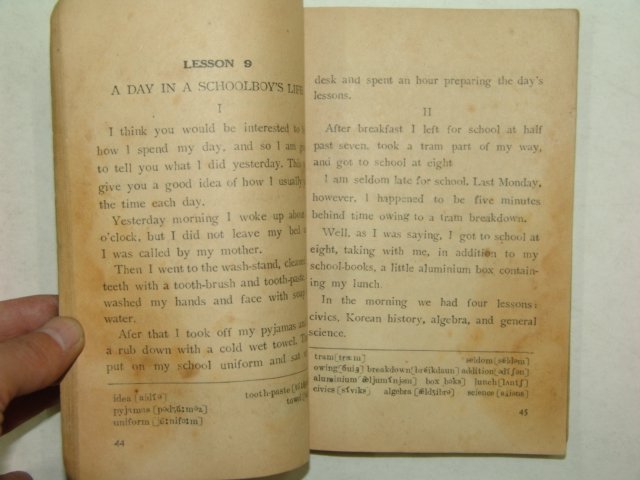 LESSON 9
A DAY IN A SCHOOLBOY'S LIFE
I
I think you would be interested
how I spend my day. and so I am
to tell you what I did yesterday.
give you a good idea of how I usually
the time each day.
Yesterday morning I woke up about
o'clock, but I did not leave my bed
I was called by my mother.
Then I went to the wash-stand, cleaned
teeth with a tooth-brush and tooth-paste
washed my hands and face with soap
water.
Afer that I took off my pyjamas and
a rub down with a cold wet towel.
put on my school uniform and sat
idea
tooth-paste
pyjamas
uniform
44
desk and spent an hour preparing the day's
lessons.
II
After breakfast I left for school at half
past seven. took a tram part of my way,
and got to school at eight
I am seldom late for school. Last Monday,
however, I happened to be five minutes
behind time owing to a tram breakdown.
Well, as I was saying, I got to school at
eight, taking with me, in addition to my
school-books, a little aluminium box contain-
ing my lunch.
In the morning we had four lessons:
civics, Korean history, algebra, and general
science.
tram seldom
owing breakdown addition
aluminium box lunch
civics algebra science
45